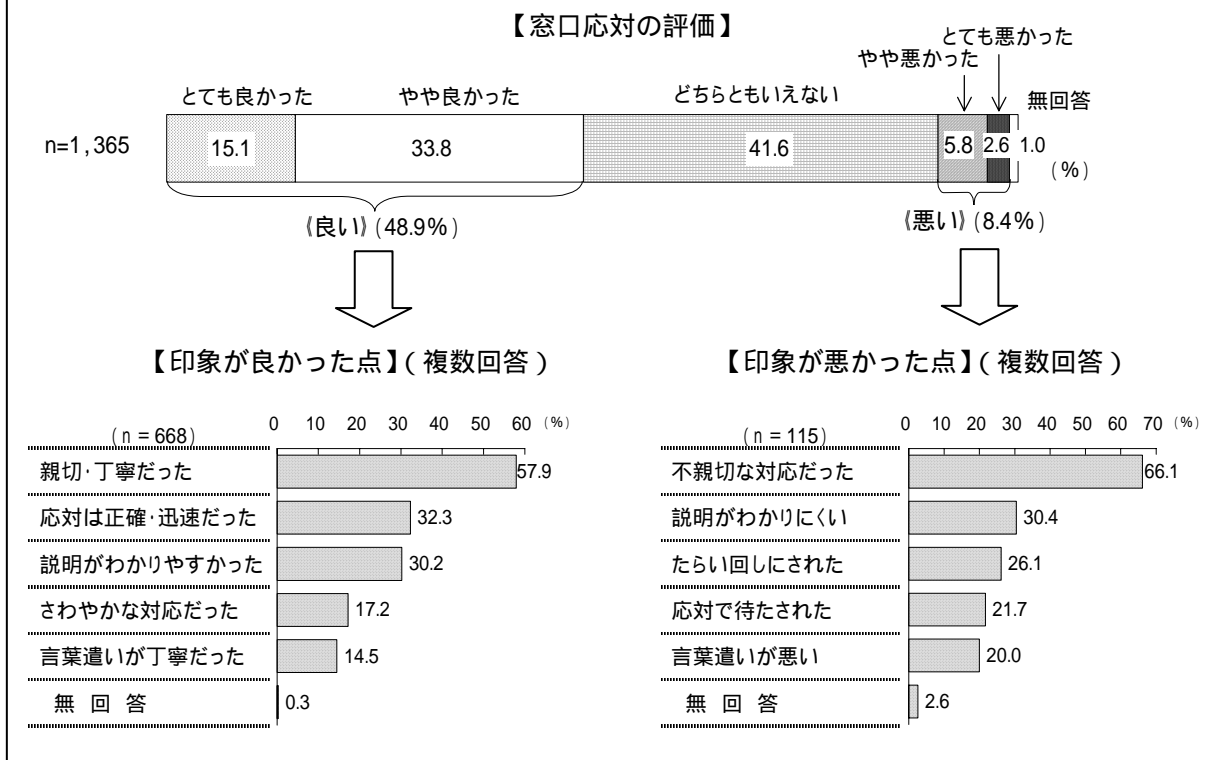 【窓口応対の評価】
とても悪かった
やや悪かった
とても良かった やや良かった どちらともいえない 無回答
n=1,365 15.1 33.8 41.6 5.8 2.6 1.0
(%)
《良い》(48.9%) 《悪い》(8.4%)
【印象が良かった点】(複数回答)
(n=668) 0 10 20 30 40 50 60 (%)
親切・丁寧だった 57.9
応対は正確・迅速だった 32.3
説明がわかりやすかった 30.2
さわやかな対応だった 17.2
言葉遣いが丁寧だった 14.5
無回答 0.3
【印象が悪かった点】(複数回答)
(n=115) 0 10 20 30 40 50 60 70 (%)
不親切な対応だった 66.1
説明がわかりにくい 30.4
たらい回しにされた 26.1
応対で待たされた 21.7
言葉遣いが悪い 20.0
無回答 2.6